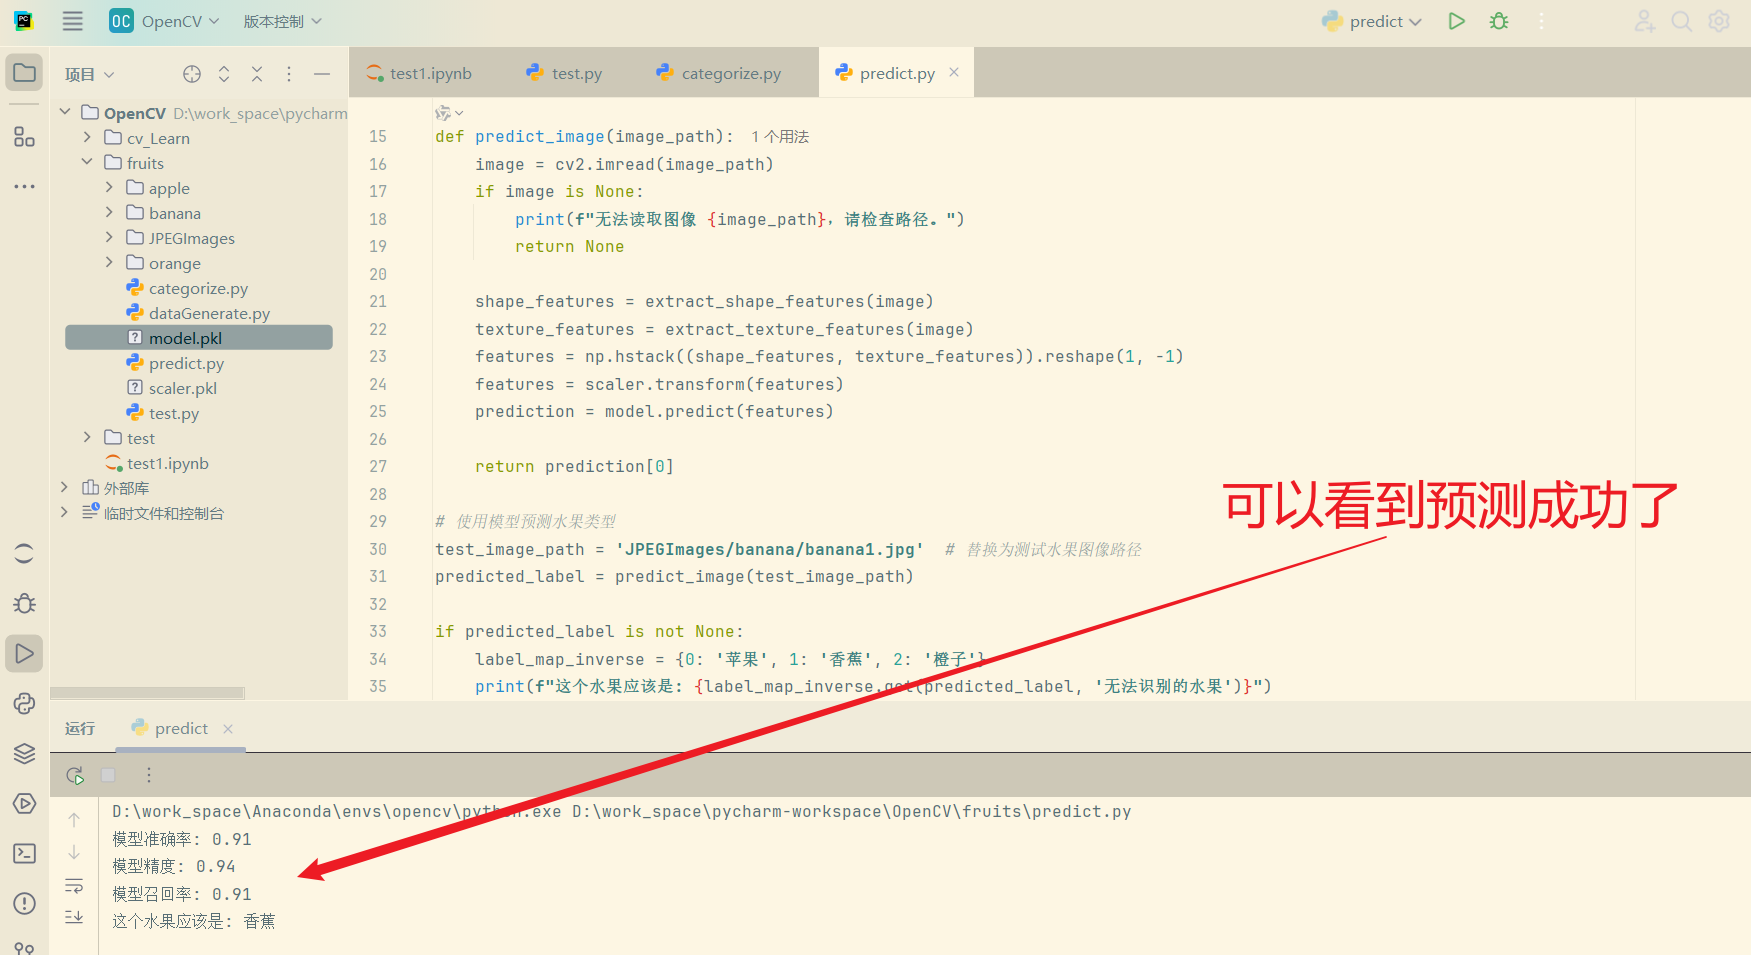 PC
OC OpenCV 版本控制
predict
项目
test1.ipynb test.py categorize.py predict.py
OpenCV D:\work_space\pycharm
cv_Learn
fruits
apple
banana
JPEGImages
orange
categorize.py
dataGenerate.py
model.pkl
predict.py
scaler.pkl
test.py
test
test1.ipynb
外部库
临时文件和控制台
15 def predict_image(image_path): 1 个用法
16 image = cv2.imread(image_path)
17 if image is None:
18 print(f"无法读取图像 {image_path}，请检查路径。")
19 return None
20
21 shape_features = extract_shape_features(image)
22 texture_features = extract_texture_features(image)
23 features = np.hstack((shape_features, texture_features)).reshape(1, -1)
24 features = scaler.transform(features)
25 prediction = model.predict(features)
26
27 return prediction[0]
28
29 # 使用模型预测水果类型
30 test_image_path = 'JPEGImages/banana/banana1.jpg' # 替换为测试水果图像路径
31 predicted_label = predict_image(test_image_path)
32
33 if predicted_label is not None:
34 label_map_inverse = {0: '苹果', 1: '香蕉', 2: '橙子'}
35 print(f"这个水果应该是: {label_map_inverse.get(predicted_label, '无法识别的水果')}")
可以看到预测成功了
运行 predict
D:\work_space\Anaconda\envs\opencv\python.exe D:\work_space\pycharm-workspace\OpenCV\fruits\predict.py
模型准确率: 0.91
模型精度: 0.94
模型召回率: 0.91
这个水果应该是: 香蕉